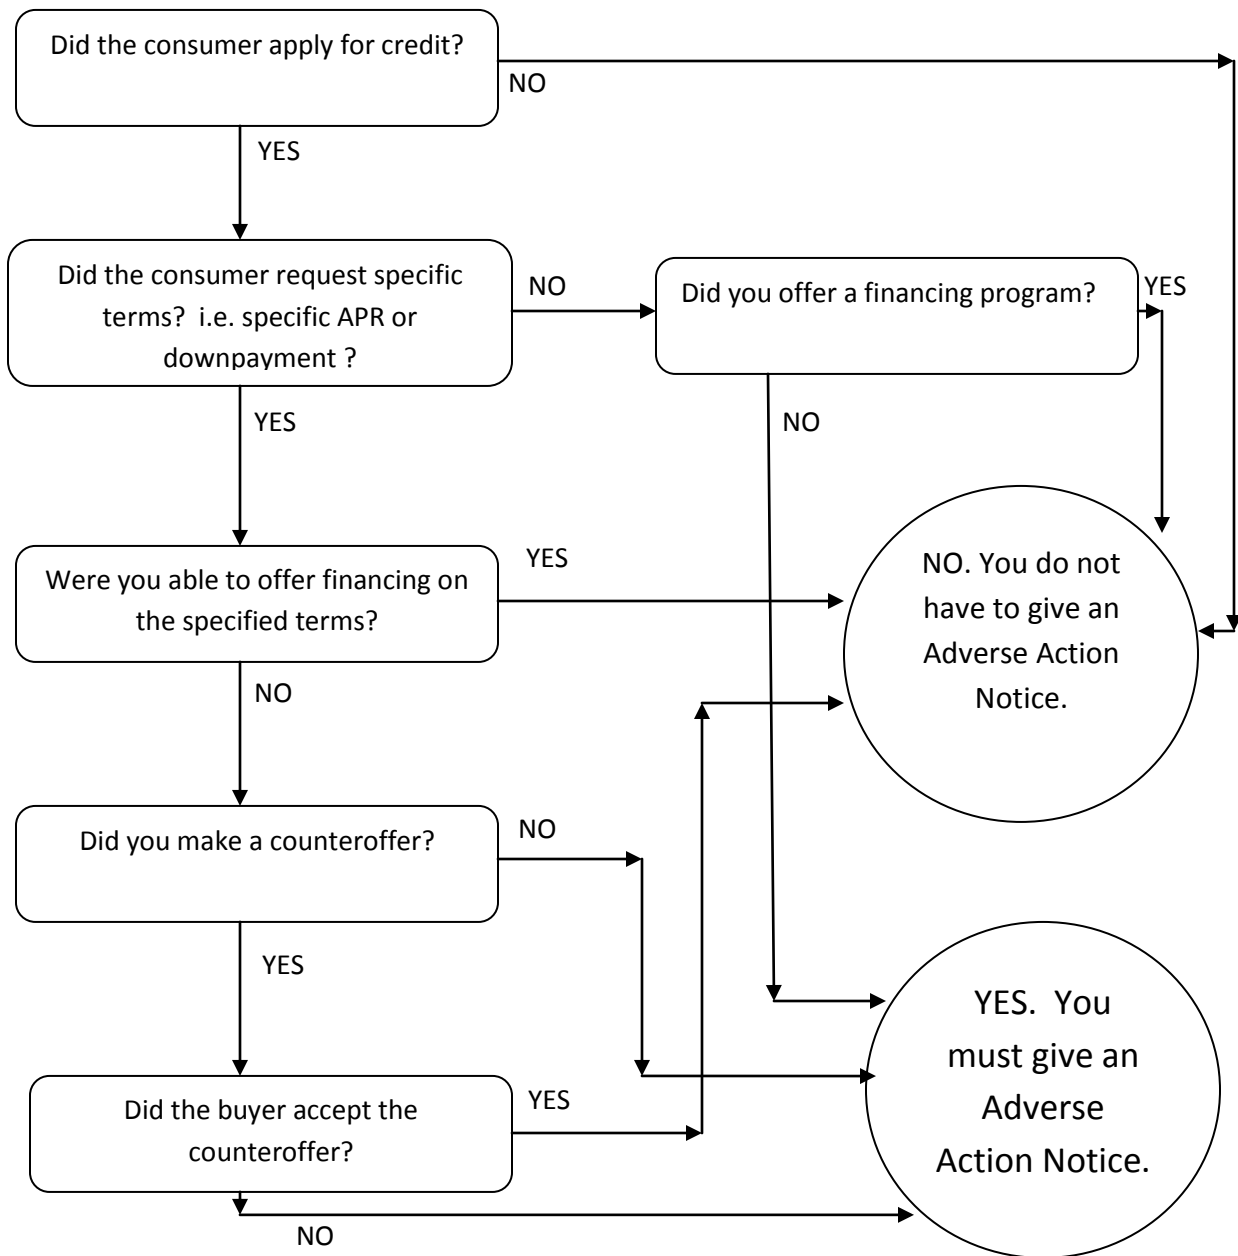 Did the consumer apply for credit?
NO
YES
Did the consumer request specific
terms?  i.e. specific APR or
downpayment ?
NO
Did you offer a financing program?
YES
YES
NO
Were you able to offer financing on
the specified terms?
YES
NO. You do not
have to give an
Adverse Action
Notice.
NO
Did you make a counteroffer?
NO
YES
YES.  You
must give an
Adverse
Action Notice.
Did the buyer accept the
counteroffer?
YES
NO